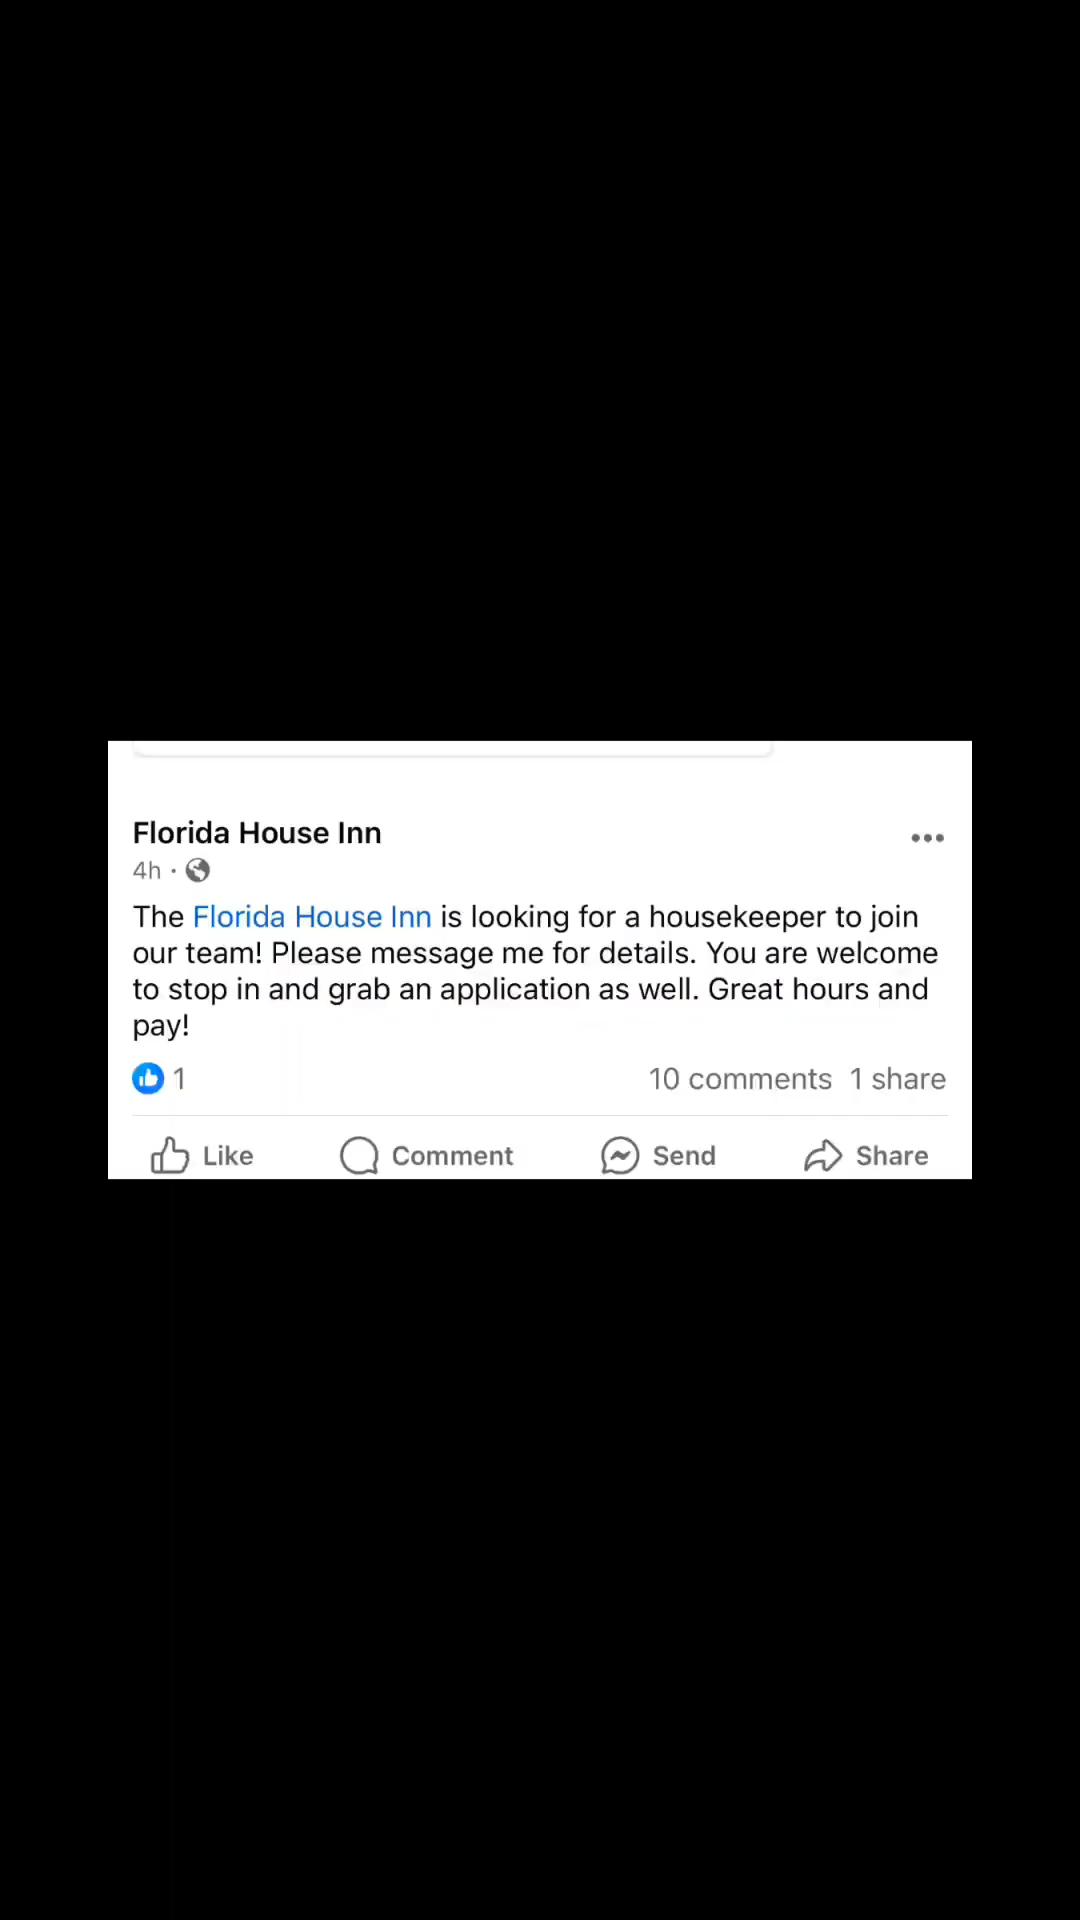 Florida House Inn
4h ·
The Florida House Inn is looking for a housekeeper to join
our team! Please message me for details. You are welcome
to stop in and grab an application as well. Great hours and
pay!
1 10 comments 1 share
Like Comment Send Share